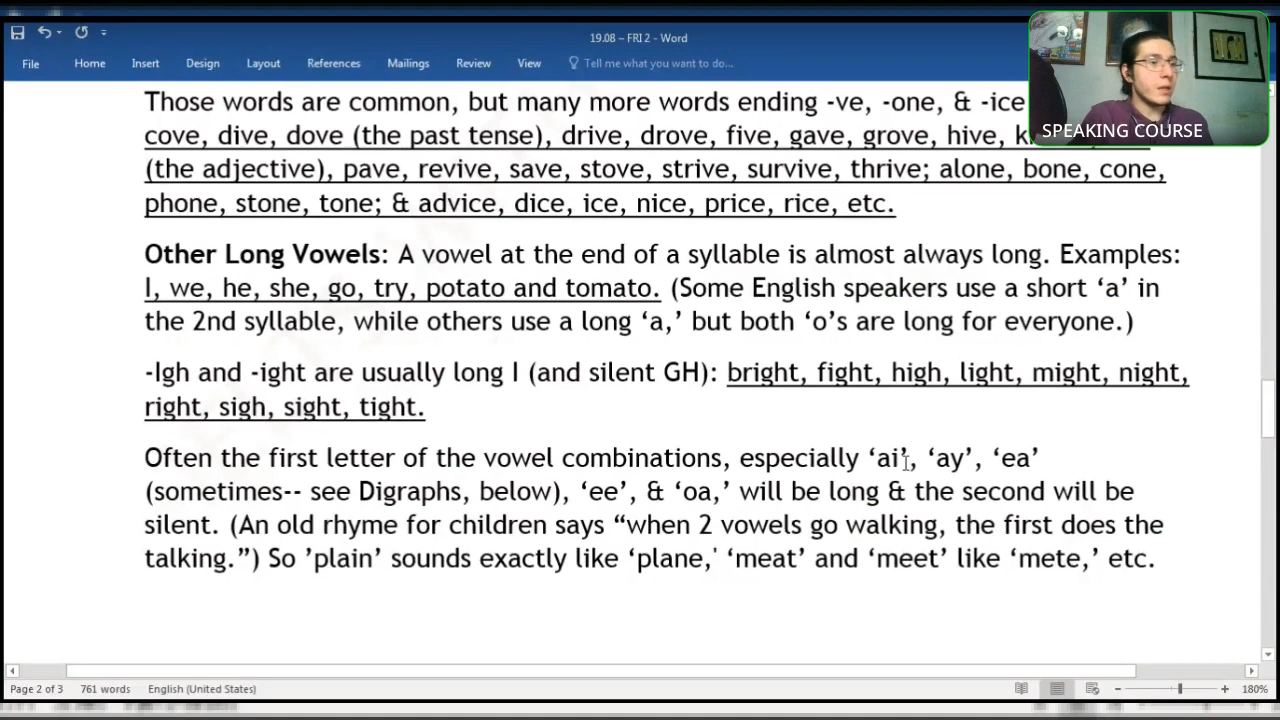 19.08 – FRI 2 - Word
File Home Insert Design Layout References Mailings Review View Tell me what you want to do...
SPEAKING COURSE
Those words are common, but many more words ending -ve, -one, & -ice
cove, dive, dove (the past tense), drive, drove, five, gave, grove, hive,
(the adjective), pave, revive, save, stove, strive, survive, thrive; alone, bone, cone,
phone, stone, tone; & advice, dice, ice, nice, price, rice, etc.
Other Long Vowels: A vowel at the end of a syllable is almost always long. Examples:
I, we, he, she, go, try, potato and tomato. (Some English speakers use a short ‘a’ in
the 2nd syllable, while others use a long ‘a,’ but both ‘o’s are long for everyone.)
-Igh and -ight are usually long I (and silent GH): bright, fight, high, light, might, night,
right, sigh, sight, tight.
Often the first letter of the vowel combinations, especially ‘ai’, ‘ay’, ‘ea’
(sometimes-- see Digraphs, below), ‘ee’, & ‘oa,’ will be long & the second will be
silent. (An old rhyme for children says “when 2 vowels go walking, the first does the
talking.”) So ’plain’ sounds exactly like ‘plane,' ‘meat’ and ‘meet’ like ‘mete,’ etc.
Page 2 of 3 761 words English (United States) 180%